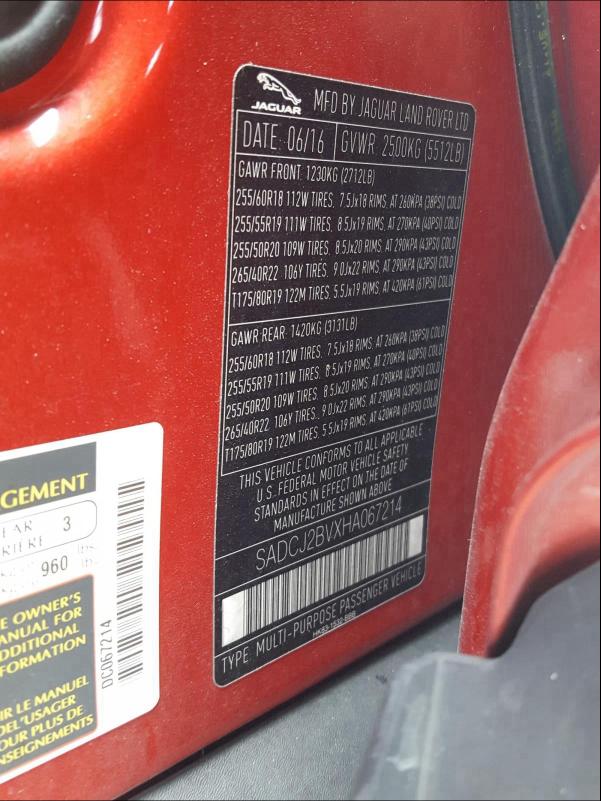 JAGUAR
MFD BY JAGUAR LAND ROVER LTD
DATE: 06/16 GVWR: 2500KG (5512LB)
GAWR FRONT: 1230KG (2712LB)
255/60R18 112W TIRES, 7.5Jx18 RIMS, AT 260KPA (38PSI) COLD
255/55R19 111W TIRES, 8.5Jx19 RIMS, AT 270KPA (40PSI) COLD
255/50R20 109W TIRES, 8.5Jx20 RIMS, AT 290KPA (43PSI) COLD
265/40R22 106Y TIRES, 9.0Jx22 RIMS, AT 290KPA (43PSI) COLD
T175/80R19 122M TIRES, 5.5Jx19 RIMS, AT 420KPA (61PSI) COLD
GAWR REAR: 1420KG (3131LB)
255/60R18 112W TIRES, 7.5Jx18 RIMS, AT 260KPA (38PSI) COLD
255/55R19 111W TIRES, 8.5Jx19 RIMS, AT 270KPA (40PSI) COLD
255/50R20 109W TIRES, 8.5Jx20 RIMS, AT 290KPA (43PSI) COLD
265/40R22 106Y TIRES, 9.0Jx22 RIMS, AT 290KPA (43PSI) COLD
T175/80R19 122M TIRES, 5.5Jx19 RIMS, AT 420KPA (61PSI) COLD
THIS VEHICLE CONFORMS TO ALL APPLICABLE
U.S. FEDERAL MOTOR VEHICLE SAFETY
STANDARDS IN EFFECT ON THE DATE OF
MANUFACTURE SHOWN ABOVE
SADCJ2BVXHA067214
TYPE: MULTI-PURPOSE PASSENGER VEHICLE
GEMENT
EAR 3
RIÈRE
960 lbs
E OWNER'S
MANUAL FOR
ADDITIONAL
FORMATION
IR LE MANUEL
DE L'USAGER
OUR PLUS DE
NSEIGNEMENTS
DC067214